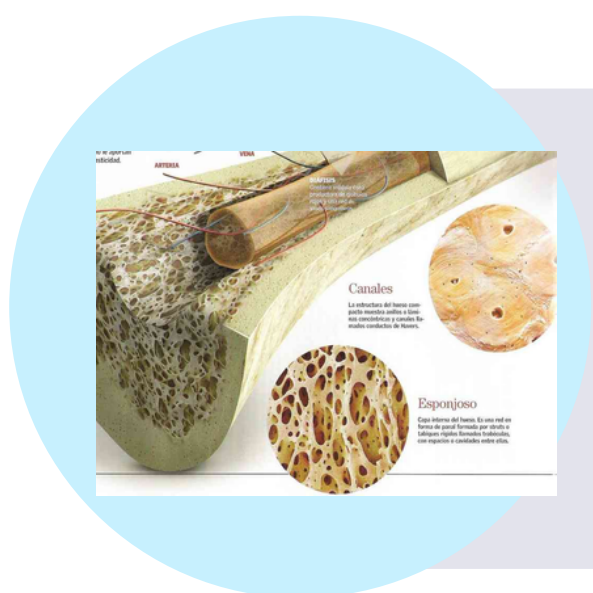 no le aportan
sticidad.
ARTERIA
VENA
DIÁFISIS
Canales
La estructura del hueso com-
pacto muestra anillos o lámi-
nas concéntricas y canales lla-
mados conductos de Havers.
Esponjoso
Capa interna del hueso. Es una red en
forma de panal formada por struts o
tabiques rígidos llamados trabéculas,
con espacios o cavidades entre ellas.